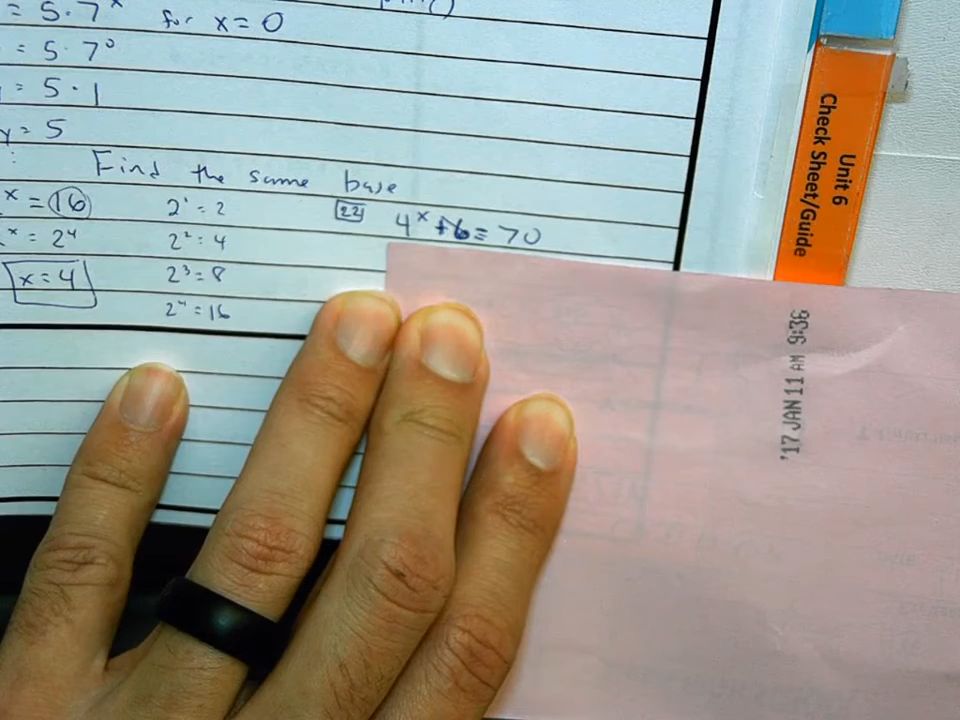 = 5·7ˣ for x = 0
= 5·7⁰
= 5·1
y = 5
Find the same base
ˣ = 16 2¹ = 2 22 4ˣ + 6 = 70
ˣ = 2⁴ 2² = 4
x = 4 2³ = 8
2⁴ = 16
Unit 6
Check Sheet/Guide
'17 JAN 11 AM 9:36